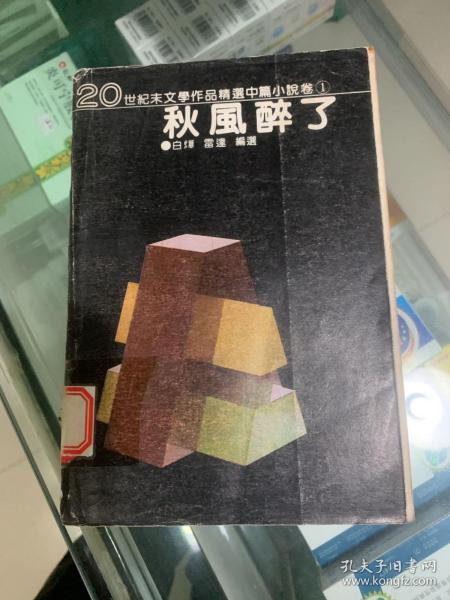 20世紀末文學作品精選中篇小說卷①
秋風醉了
●白燁 雷達 編選
孔夫子旧书网
www.kongfz.com